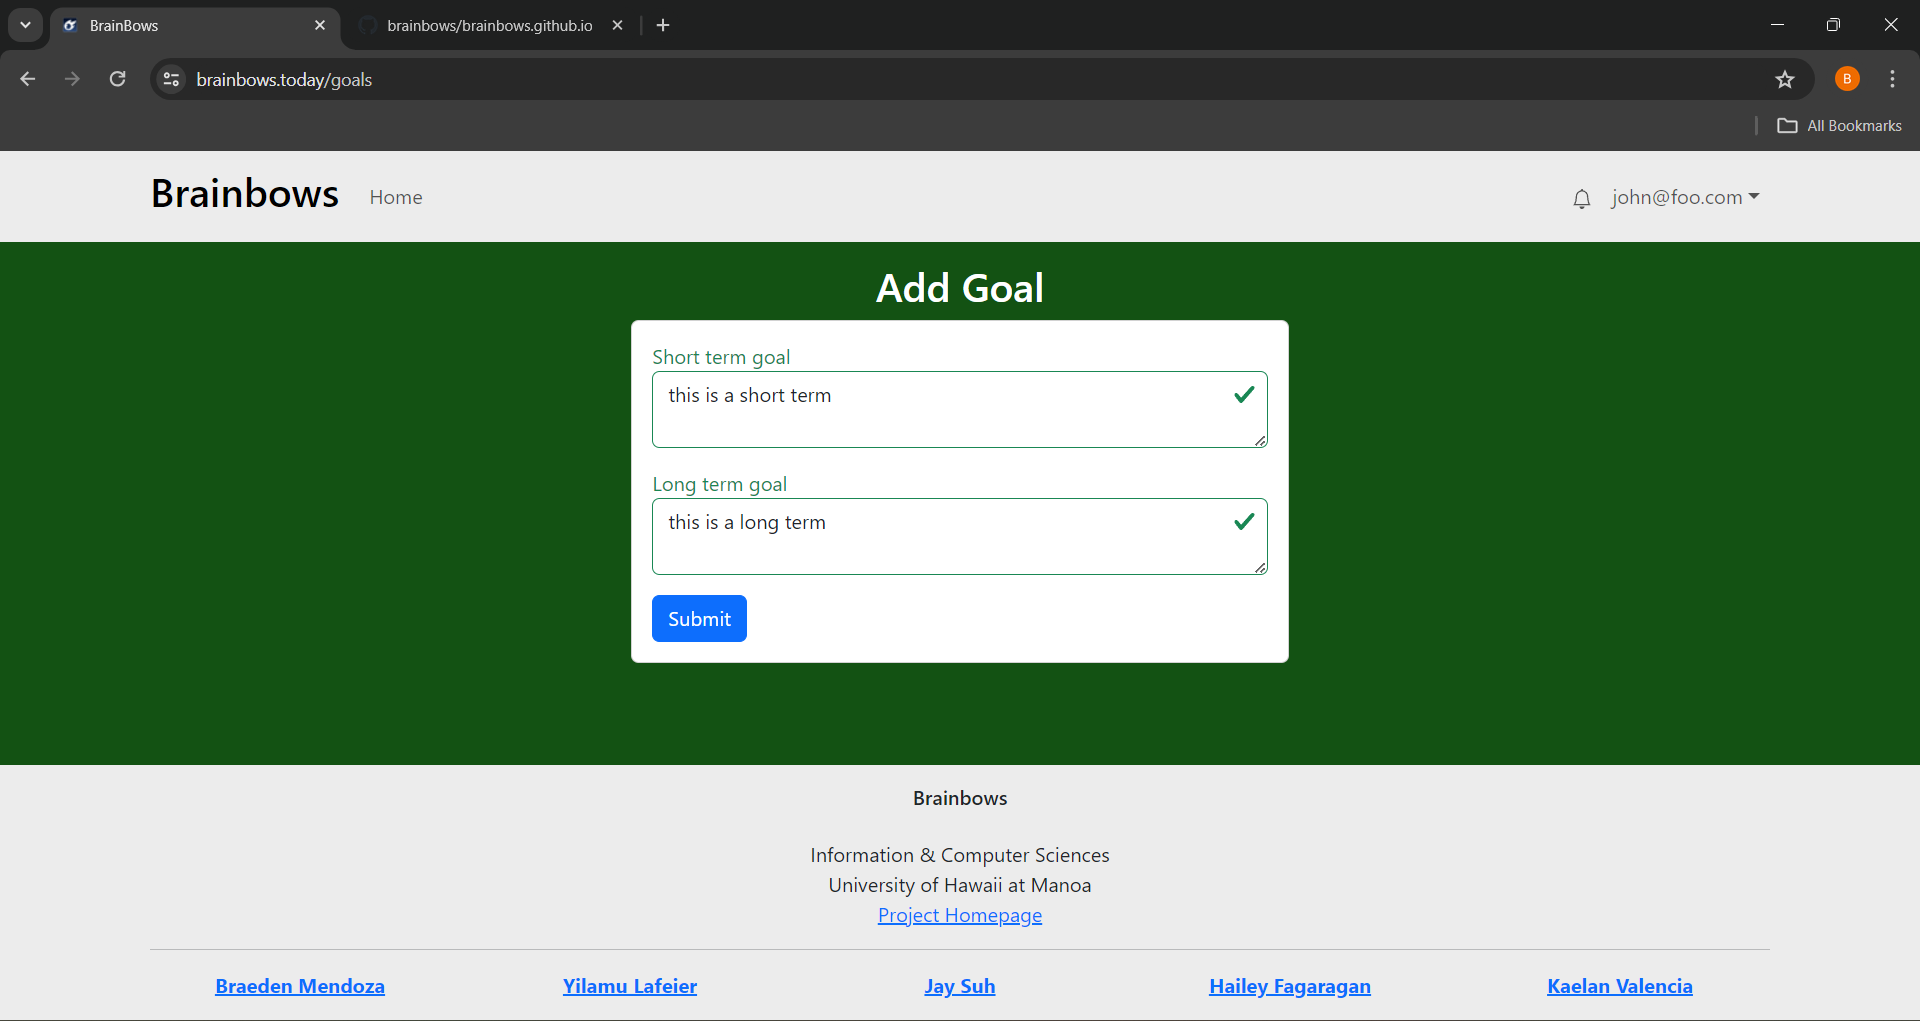 BrainBows
brainbows/brainbows.github.io
brainbows.today/goals
B
All Bookmarks
Brainbows
Home
john@foo.com
Add Goal
Short term goal
this is a short term
Long term goal
this is a long term
Submit
Brainbows
Information & Computer Sciences
University of Hawaii at Manoa
Project Homepage
Braeden Mendoza
Yilamu Lafeier
Jay Suh
Hailey Fagaragan
Kaelan Valencia